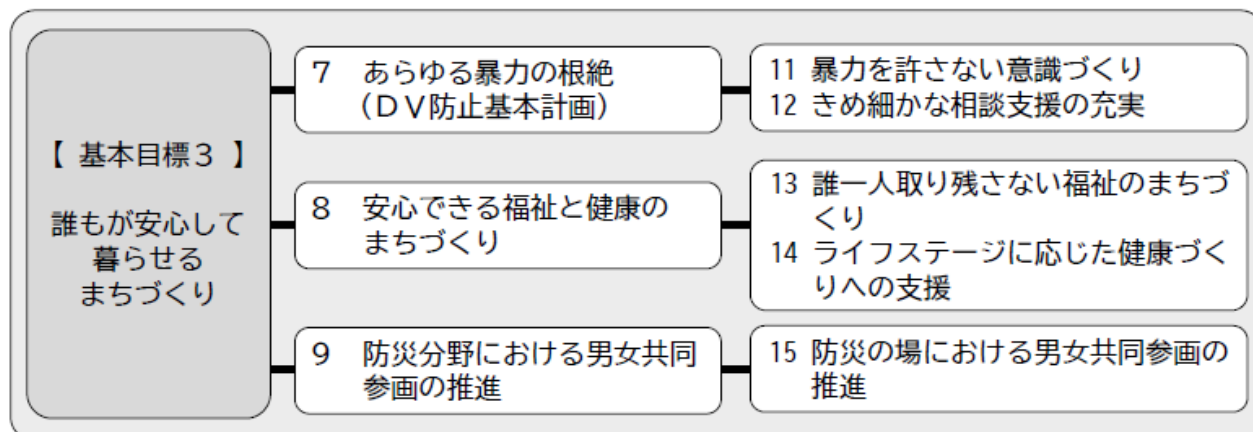 【 基本目標３ 】
誰もが安心して
暮らせる
まちづくり
７ あらゆる暴力の根絶
（ＤＶ防止基本計画）
11 暴力を許さない意識づくり
12 きめ細かな相談支援の充実
８ 安心できる福祉と健康の
まちづくり
13 誰一人取り残さない福祉のまちづ
くり
14 ライフステージに応じた健康づく
りへの支援
９ 防災分野における男女共同
参画の推進
15 防災の場における男女共同参画の
推進